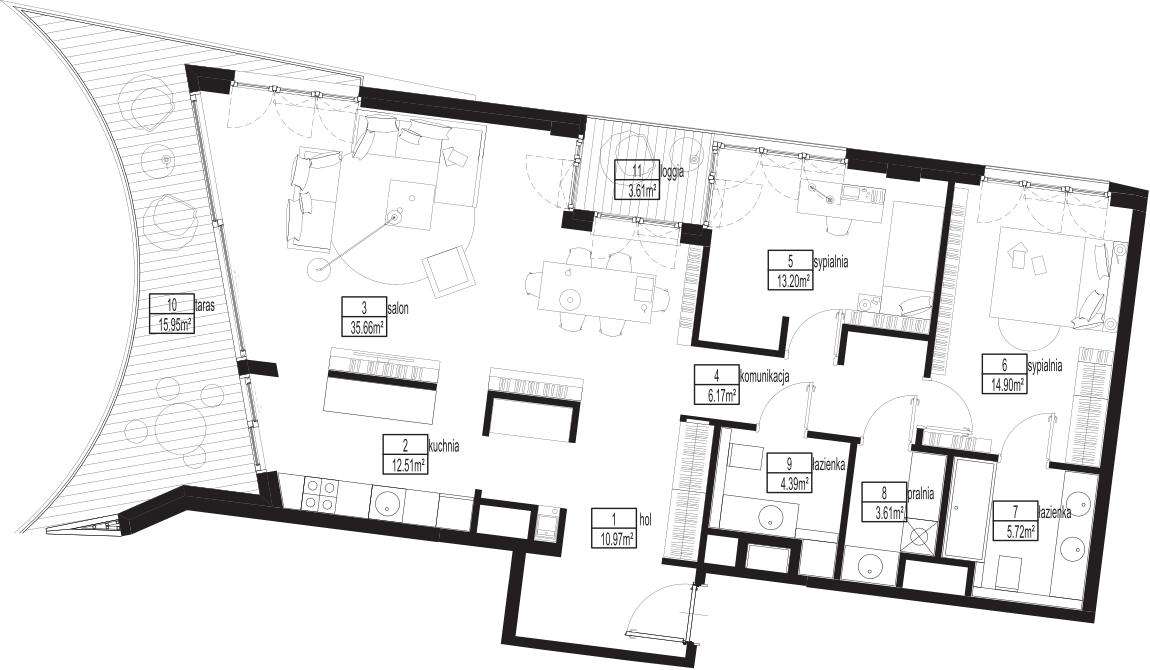 11 loggia
3.61m²
5 sypialnia
13.20m²
10 taras
15.95m²
3 salon
35.66m²
6 sypialnia
14.90m²
4 komunikacja
6.17m²
2 kuchnia
12.51m²
9 łazienka
4.39m²
8 pralnia
3.61m²
1 hol
10.97m²
7 łazienka
5.72m²